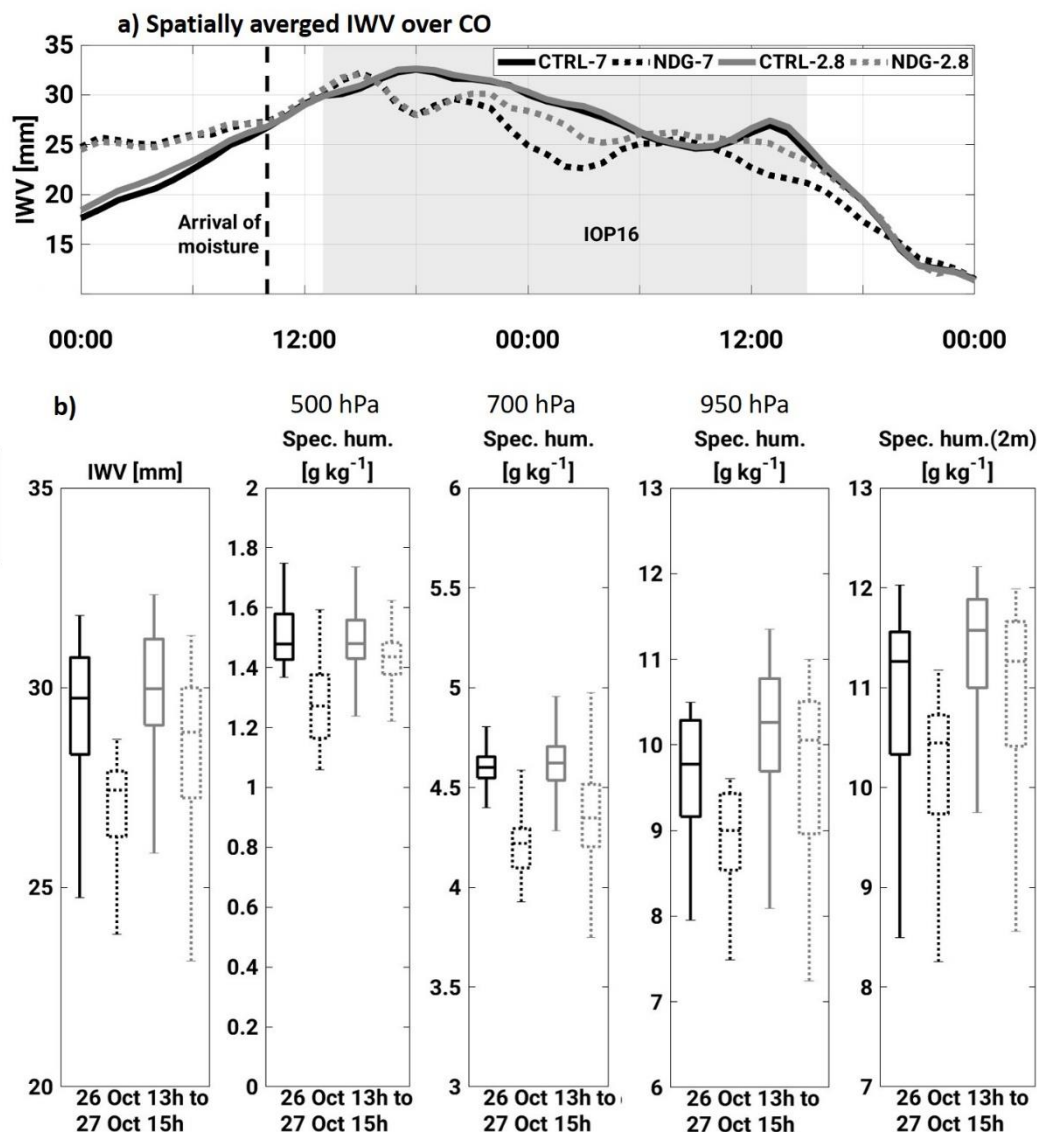 a) Spatially averged IWV over CO
CTRL-7 NDG-7 CTRL-2.8 NDG-2.8
IWV [mm]
35
30
25
20
15
Arrival of
moisture
IOP16
00:00 12:00 00:00 12:00 00:00
b)
500 hPa 700 hPa 950 hPa
IWV [mm]
35
30
25
20
26 Oct 13h to
27 Oct 15h
Spec. hum.
[g kg-1]
2
1.8
1.6
1.4
1.2
1
0.8
0.6
0.4
0.2
0
26 Oct 13h to
27 Oct 15h
Spec. hum.
[g kg-1]
6
5.5
5
4.5
4
3.5
3
26 Oct 13h to
27 Oct 15h
Spec. hum.
[g kg-1]
13
12
11
10
9
8
7
6
26 Oct 13h to
27 Oct 15h
Spec. hum.(2m)
[g kg-1]
13
12
11
10
9
8
7
26 Oct 13h to
27 Oct 15h